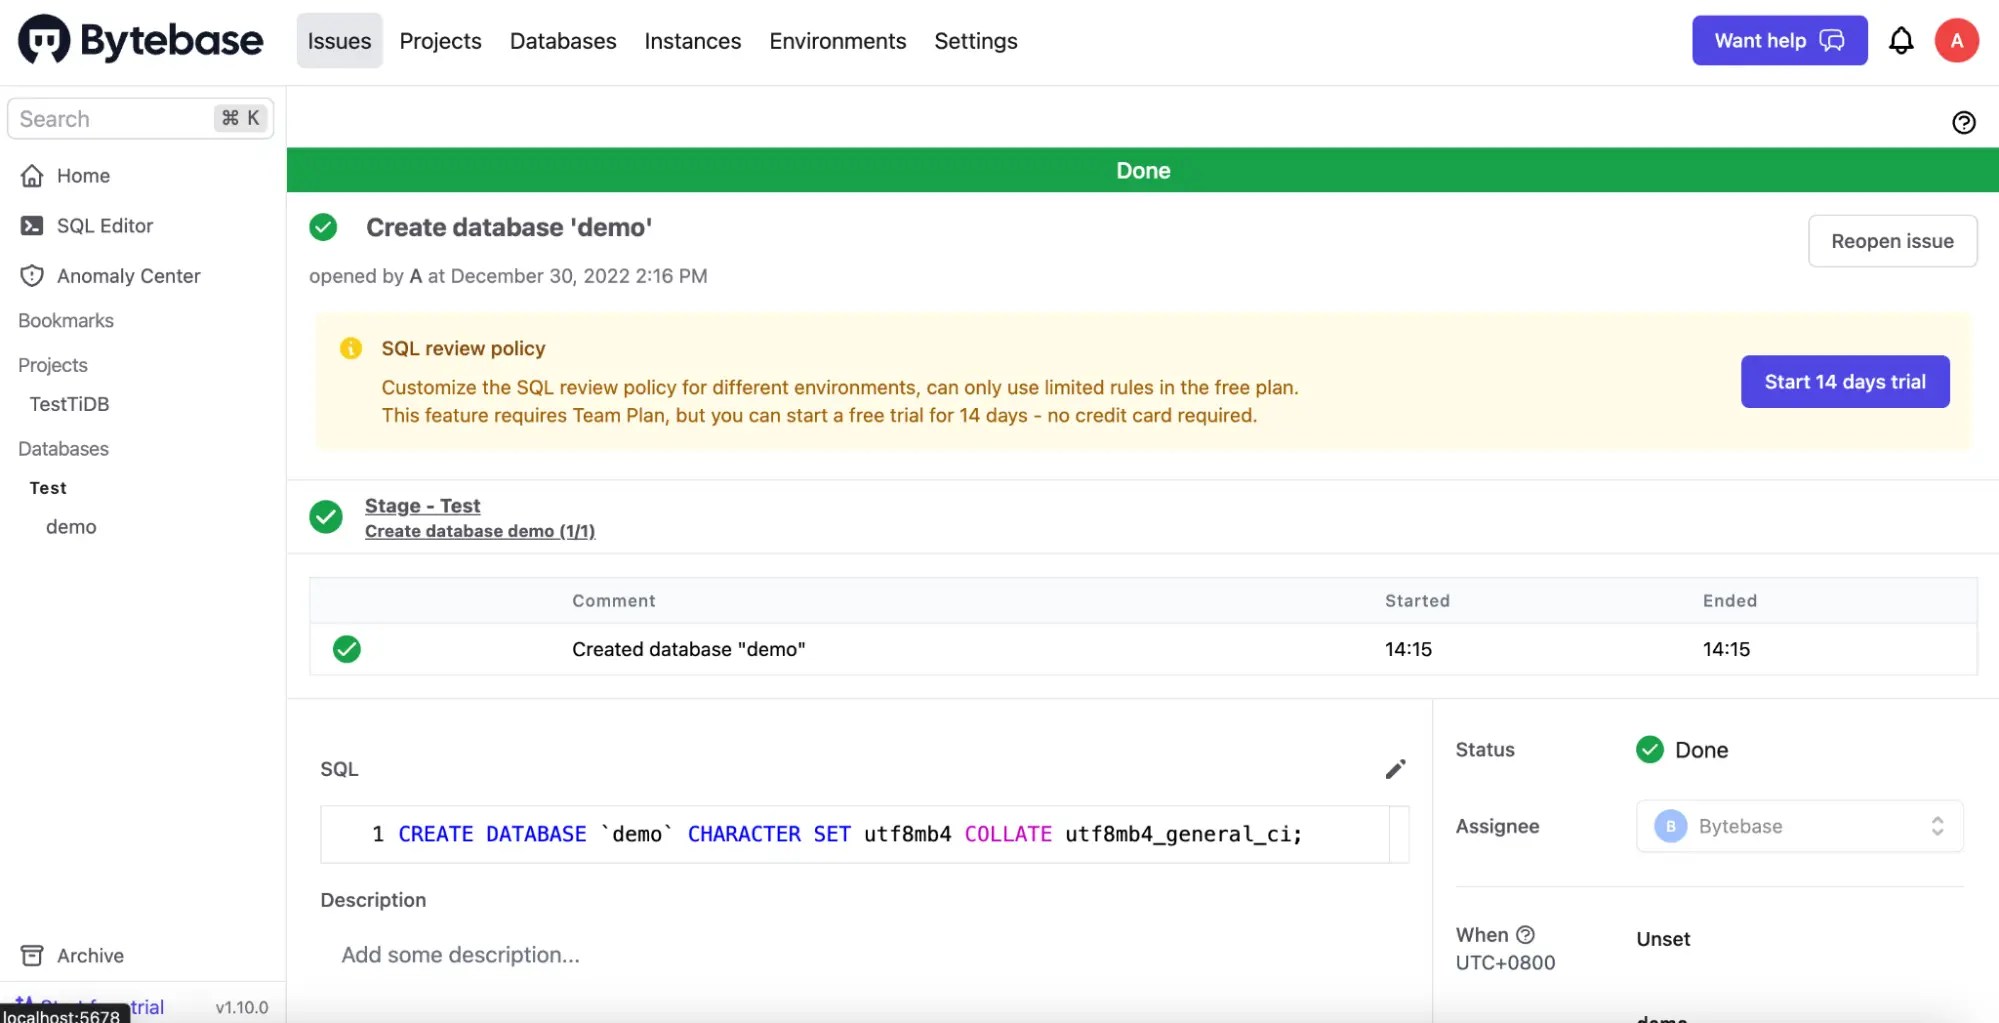 Bytebase
Issues Projects Databases Instances Environments Settings
Want help
A
Search ⌘ K
Home
SQL Editor
Anomaly Center
Bookmarks
Projects
TestTiDB
Databases
Test
demo
Archive
trial v1.10.0
localhost:5678
Done
Create database 'demo'
opened by A at December 30, 2022 2:16 PM
Reopen issue
SQL review policy
Customize the SQL review policy for different environments, can only use limited rules in the free plan.
This feature requires Team Plan, but you can start a free trial for 14 days - no credit card required.
Start 14 days trial
Stage - Test
Create database demo (1/1)
Comment Started Ended
Created database "demo" 14:15 14:15
SQL
1 CREATE DATABASE `demo` CHARACTER SET utf8mb4 COLLATE utf8mb4_general_ci;
Description
Add some description...
Status Done
Assignee B Bytebase
When Unset
UTC+0800